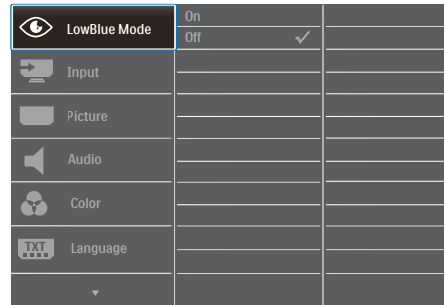 LowBlue Mode
On
Off
Input
Picture
Audio
Color
TXT
Language